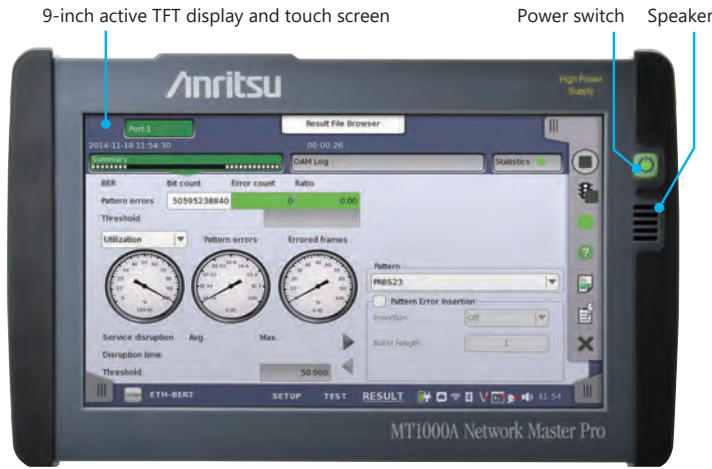 9-inch active TFT display and touch screen Power switch Speaker
Anritsu
High Power
Supply
Port 1 Result File Browser
2014-11-18 11 54 30 00:00:26
Summary OAM Log Statistics
BER Bit count Error count Ratio
Pattern errors 50595238840 0 0.00
Threshold 0
Utilization Pattern errors Errored frames
Pattern
PRBS23
Pattern Error Insertion
Insertion Off
Burst length 1
Service disruption Avg. Max.
Disruption time
Threshold 50.000
ETH-BERT SETUP TEST RESULT 11 54
MT1000A Network Master Pro